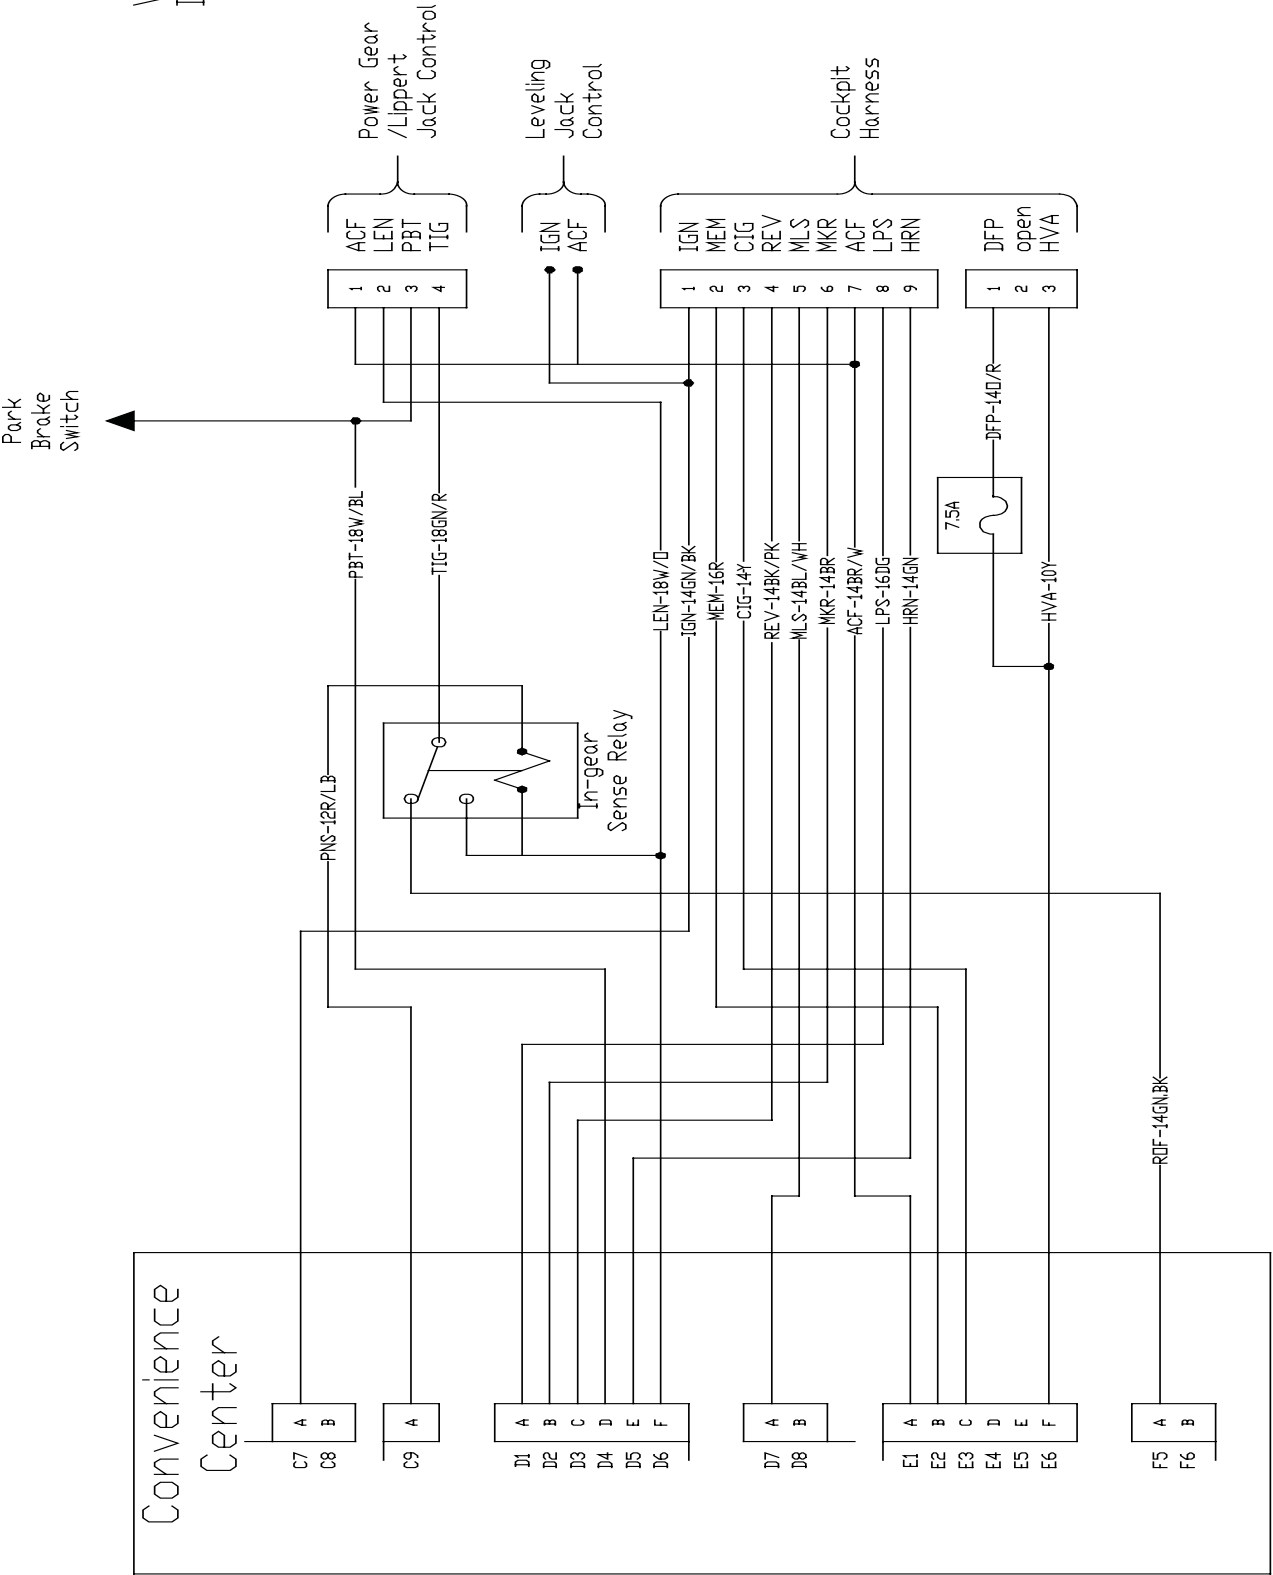 Park
Brake
Switch
Power Gear
/Lippert
Jack Control
ACF
LEN
PBT
TIG
1
2
3
4
Leveling
Jack
Control
IGN
ACF
Cockpit
Harness
IGN
MEM
CIG
REV
MLS
MKR
ACF
LPS
HRN
1
2
3
4
5
6
7
8
9
DFP
open
HVA
1
2
3
PBT-18W/BL
TIG-18GN/R
LEN-18W/O
IGN-14GN/BK
MEM-16R
CIG-14Y
REV-14BK/PK
MLS-14BL/WH
MKR-14BR
ACF-14BR/W
LPS-16DG
HRN-14GN
DFP-14O/R
7.5A
HVA-10Y
PNS-12R/LB
In-gear
Sense Relay
ROF-14GN.BK
Convenience
Center
A
B
C7
C8
A
C9
A
B
C
D
E
F
D1
D2
D3
D4
D5
D6
A
B
D7
D8
A
B
C
D
E
F
E1
E2
E3
E4
E5
E6
A
B
F5
F6